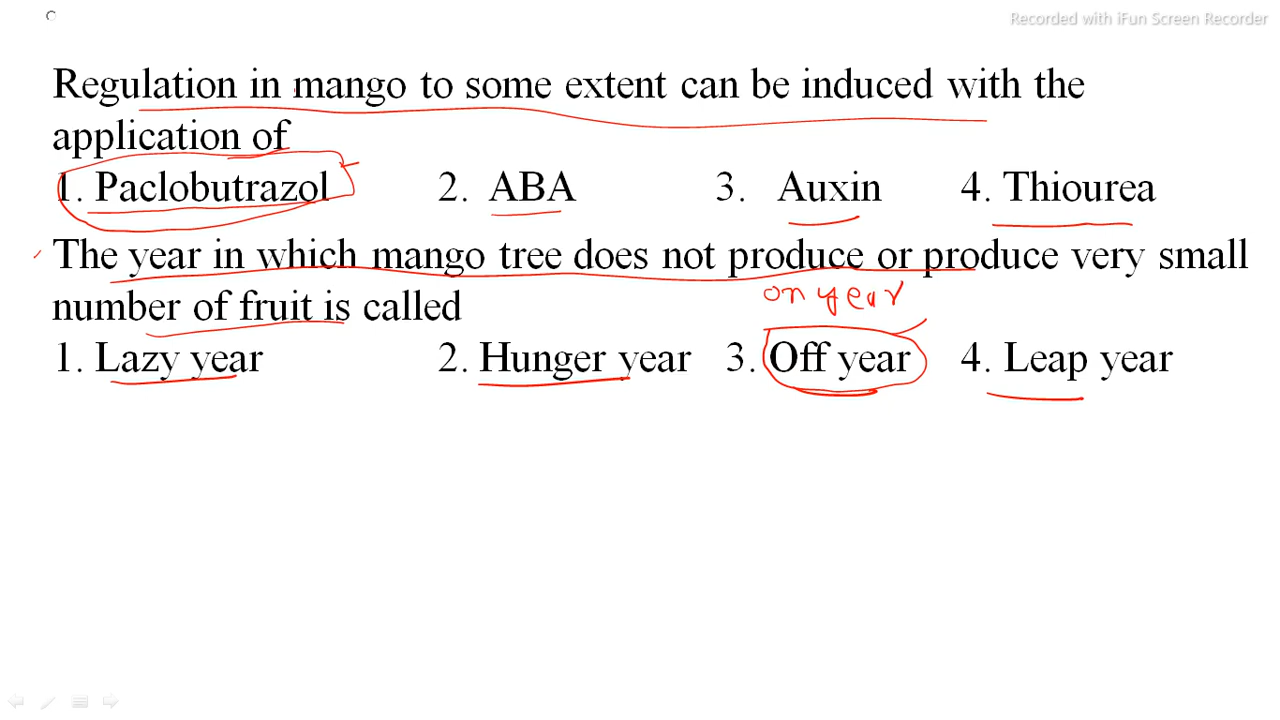 Recorded with iFun Screen Recorder
Regulation in mango to some extent can be induced with the
application of
1. Paclobutrazol 2. ABA 3. Auxin 4. Thiourea
The year in which mango tree does not produce or produce very small
number of fruit is called
on year
1. Lazy year 2. Hunger year 3. Off year 4. Leap year